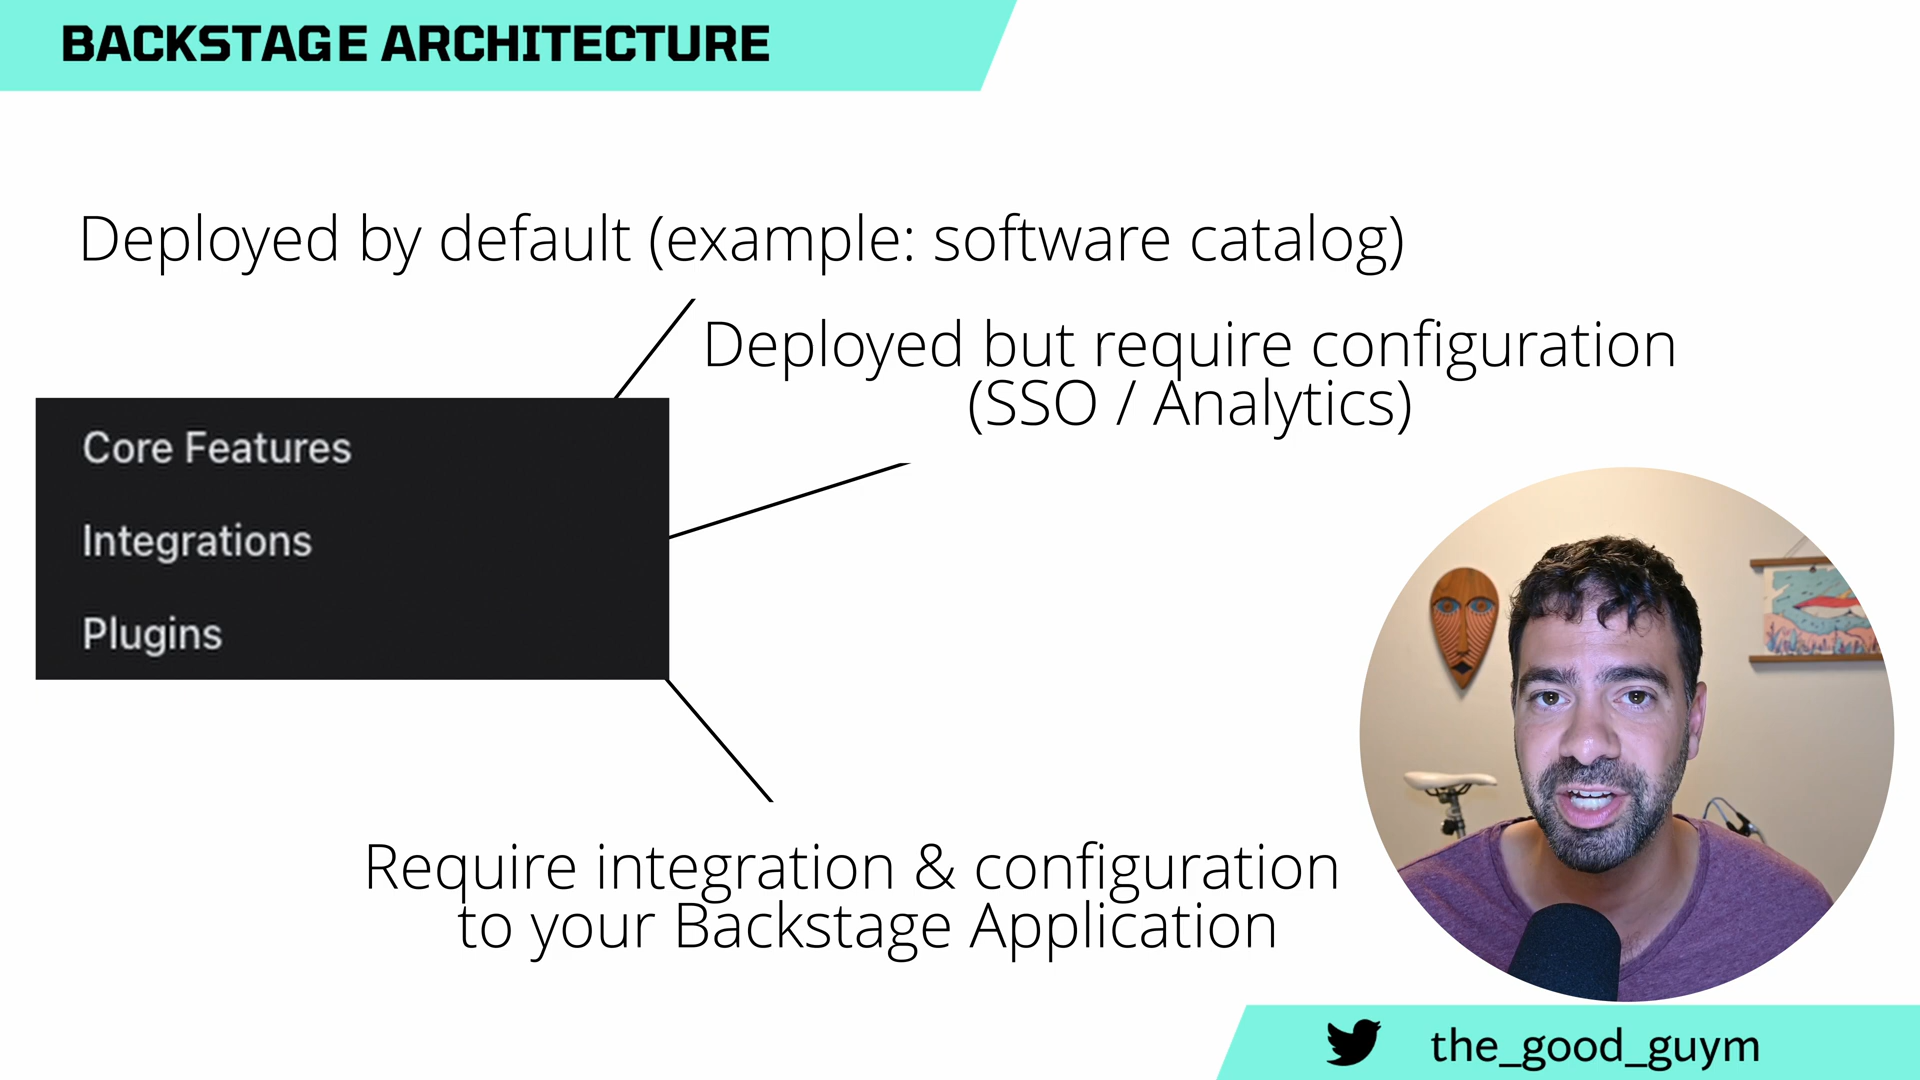 BACKSTAGE ARCHITECTURE
Deployed by default (example: software catalog)
Deployed but require configuration
(SSO / Analytics)
Core Features
Integrations
Plugins
Require integration & configuration
to your Backstage Application
the_good_guym